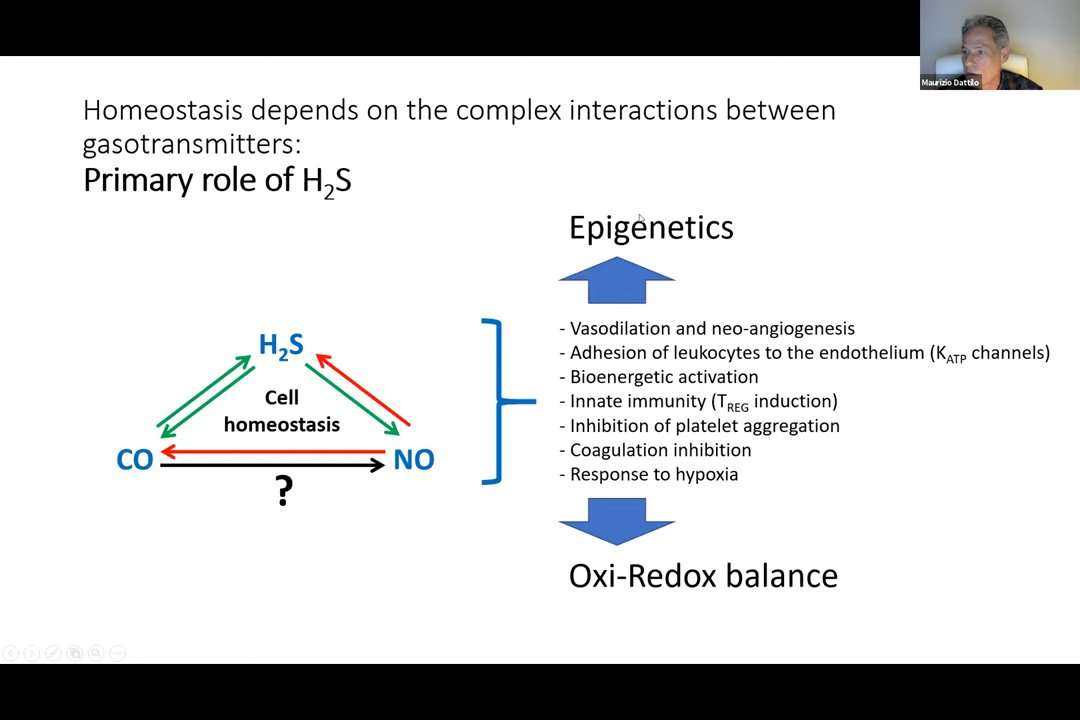 Maurizio Dattilo
Homeostasis depends on the complex interactions between
gasotransmitters:
Primary role of H₂S
Epigenetics
H₂S
Cell
homeostasis
CO
NO
?
- Vasodilation and neo-angiogenesis
- Adhesion of leukocytes to the endothelium (K_ATP channels)
- Bioenergetic activation
- Innate immunity (T_REG induction)
- Inhibition of platelet aggregation
- Coagulation inhibition
- Response to hypoxia
Oxi-Redox balance